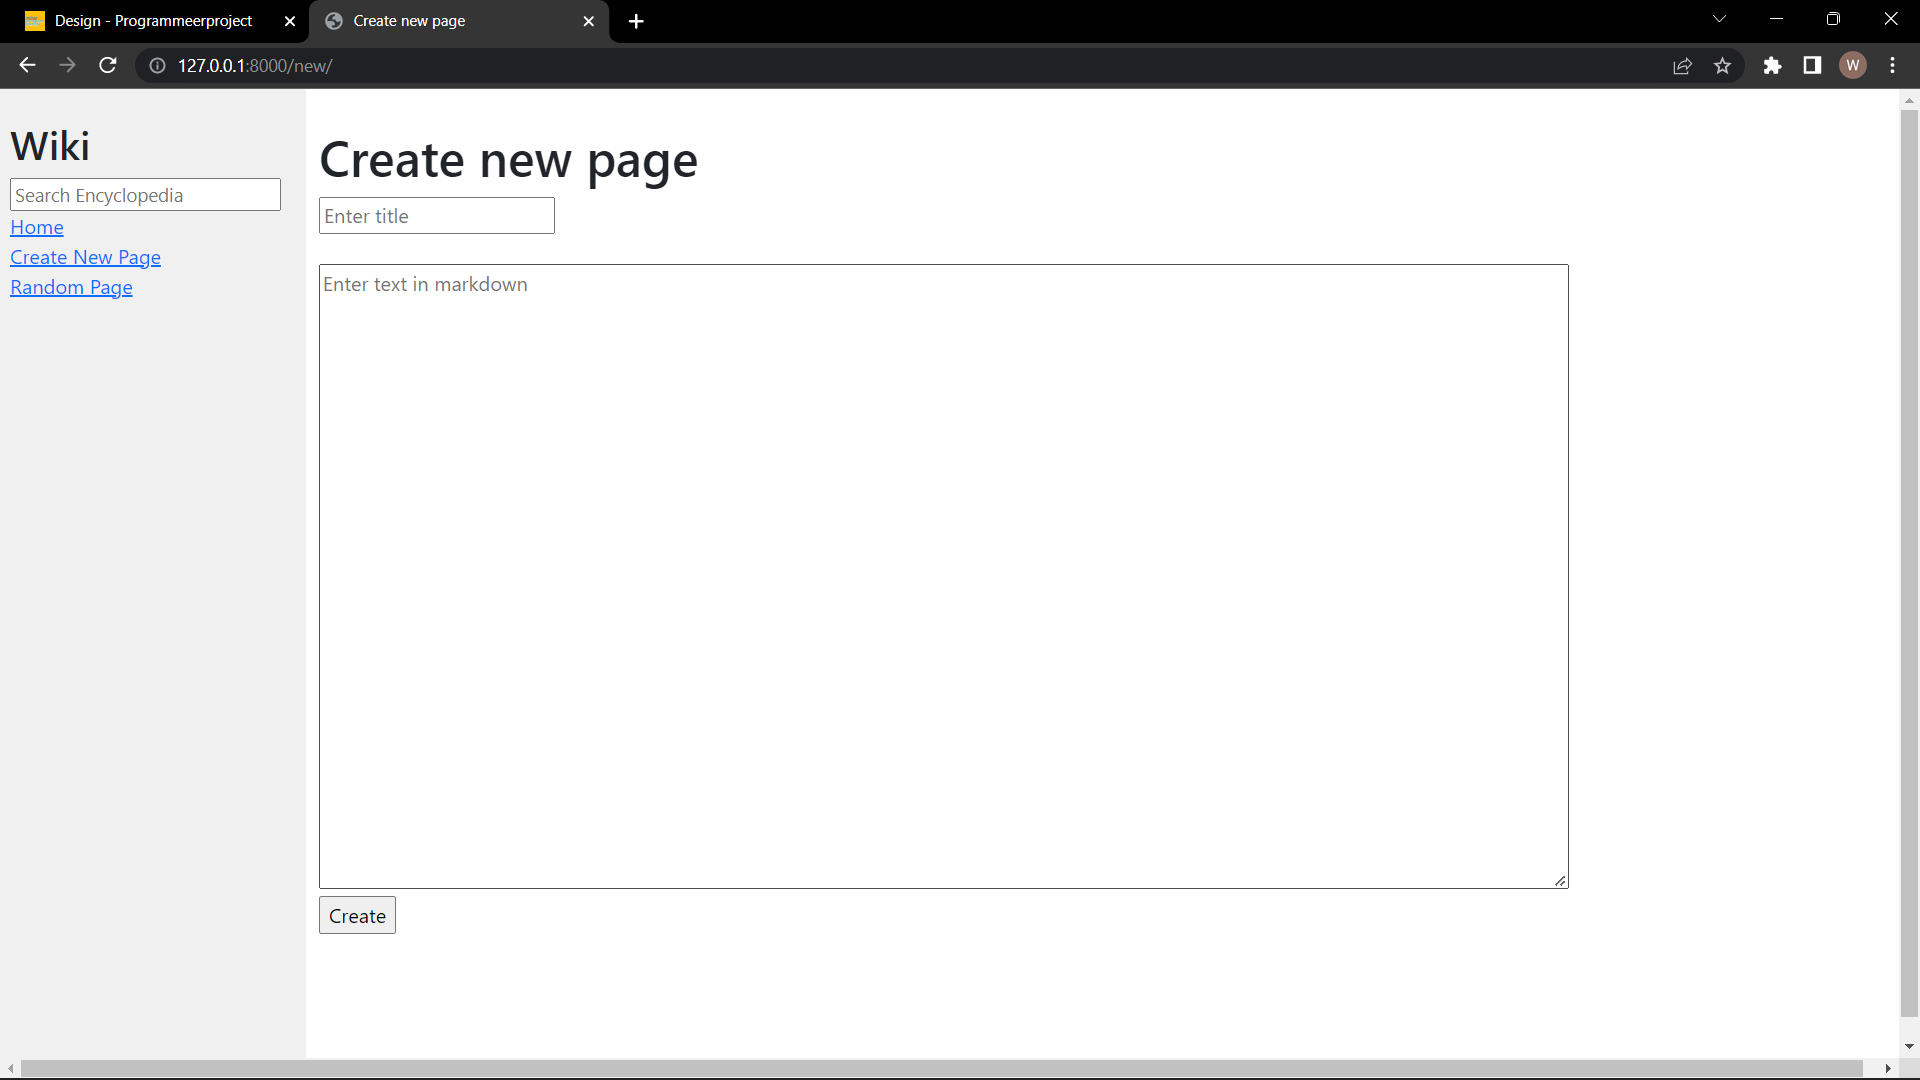 Design - Programmeerproject
Create new page
127.0.0.1:8000/new/
W
Wiki
Search Encyclopedia
Home
Create New Page
Random Page
Create new page
Enter title
Enter text in markdown
Create